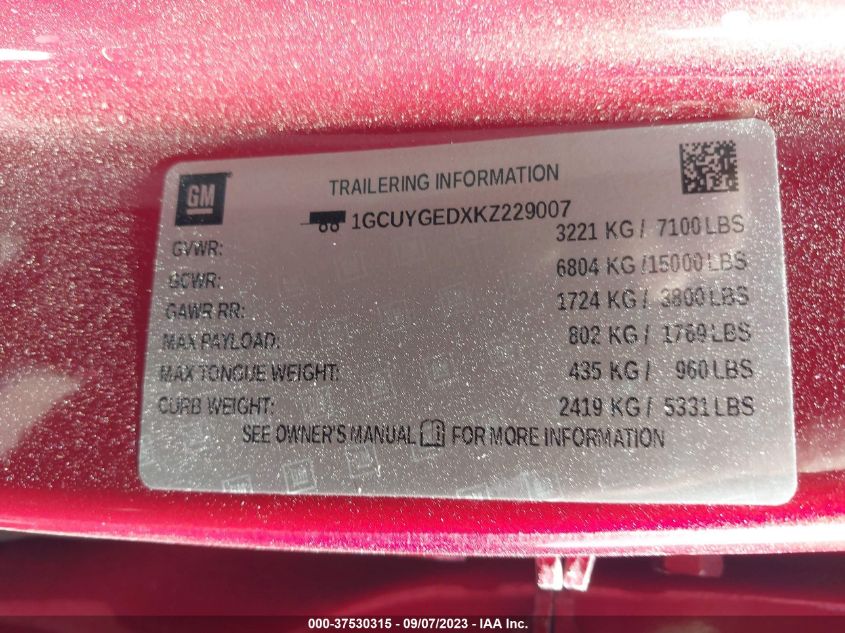 GM
TRAILERING INFORMATION
1GCUYGEDXKZ229007
GVWR: 3221 KG / 7100 LBS
GCWR: 6804 KG / 15000 LBS
GAWR RR: 1724 KG / 3800 LBS
MAX PAYLOAD: 802 KG / 1769 LBS
MAX TONGUE WEIGHT: 435 KG / 960 LBS
CURB WEIGHT: 2419 KG / 5331 LBS
SEE OWNER'S MANUAL FOR MORE INFORMATION
000-37530315 - 09/07/2023 - IAA Inc.